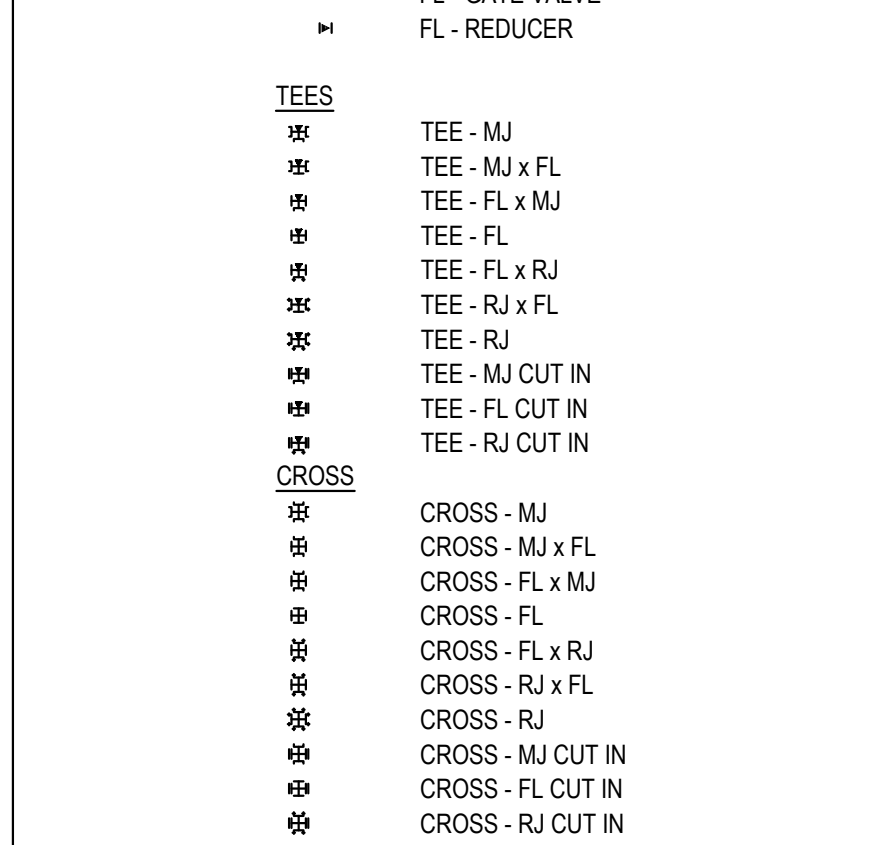 FL - GATE VALVE
FL - REDUCER
TEES
TEE - MJ
TEE - MJ x FL
TEE - FL x MJ
TEE - FL
TEE - FL x RJ
TEE - RJ x FL
TEE - RJ
TEE - MJ CUT IN
TEE - FL CUT IN
TEE - RJ CUT IN
CROSS
CROSS - MJ
CROSS - MJ x FL
CROSS - FL x MJ
CROSS - FL
CROSS - FL x RJ
CROSS - RJ x FL
CROSS - RJ
CROSS - MJ CUT IN
CROSS - FL CUT IN
CROSS - RJ CUT IN